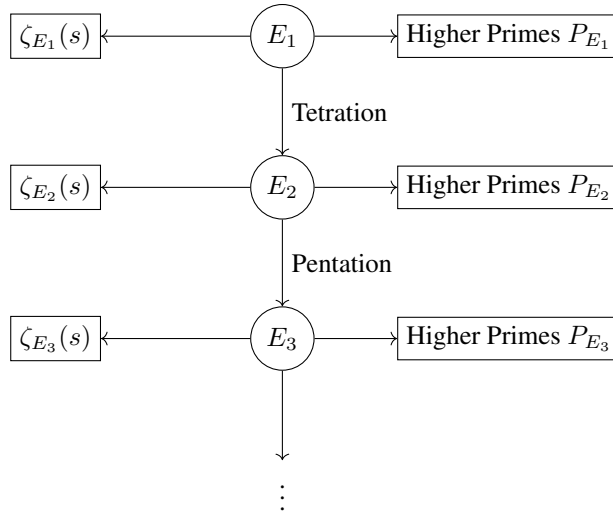 ζ_{E_1}(s) E_1 Higher Primes P_{E_1}
Tetration
ζ_{E_2}(s) E_2 Higher Primes P_{E_2}
Pentation
ζ_{E_3}(s) E_3 Higher Primes P_{E_3}
⋮